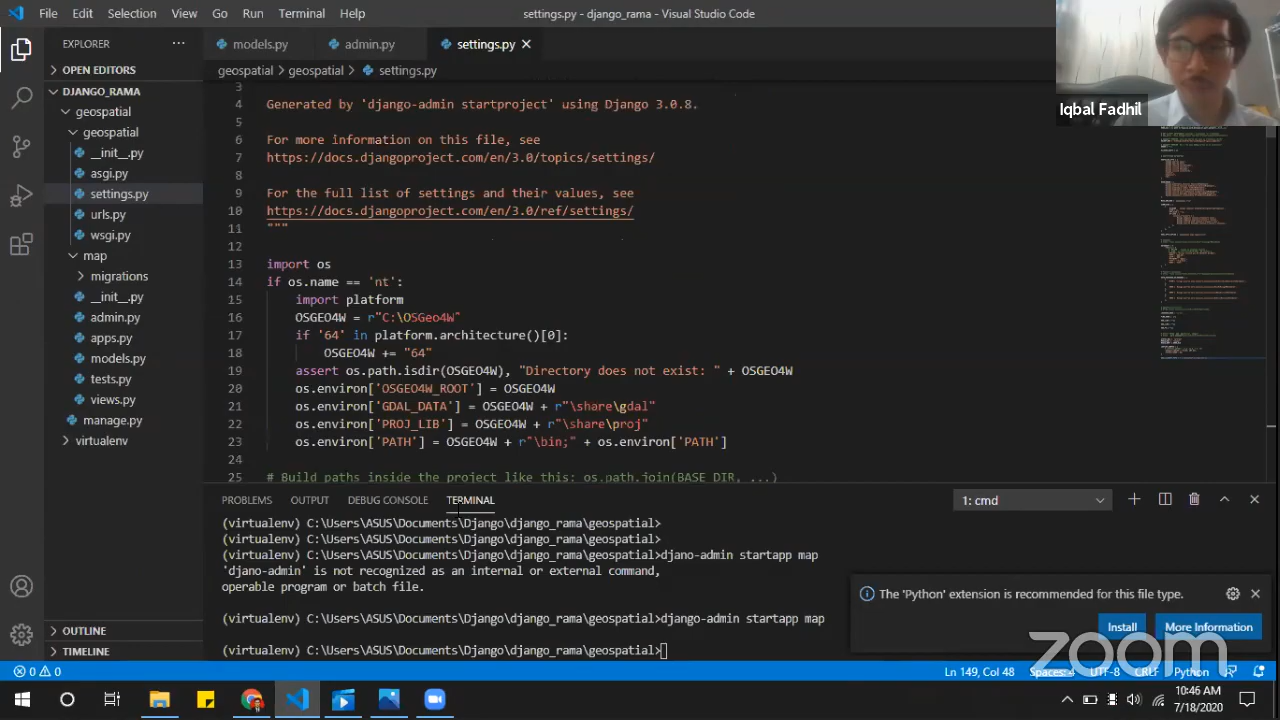 File Edit Selection View Go Run Terminal Help
settings.py - django_rama - Visual Studio Code
EXPLORER
models.py
admin.py
settings.py
geospatial > geospatial > settings.py
OPEN EDITORS
DJANGO_RAMA
geospatial
geospatial
__init__.py
asgi.py
settings.py
urls.py
wsgi.py
map
migrations
__init__.py
admin.py
apps.py
models.py
tests.py
views.py
manage.py
virtualenv
OUTLINE
TIMELINE
3
4 Generated by 'django-admin startproject' using Django 3.0.8.
5
6 For more information on this file, see
7 https://docs.djangoproject.com/en/3.0/topics/settings/
8
9 For the full list of settings and their values, see
10 https://docs.djangoproject.com/en/3.0/ref/settings/
11 """
12
13 import os
14 if os.name == 'nt':
15 import platform
16 OSGEO4W = r"C:\OSGeo4W"
17 if '64' in platform.architecture()[0]:
18 OSGEO4W += "64"
19 assert os.path.isdir(OSGEO4W), "Directory does not exist: " + OSGEO4W
20 os.environ['OSGEO4W_ROOT'] = OSGEO4W
21 os.environ['GDAL_DATA'] = OSGEO4W + r"\share\gdal"
22 os.environ['PROJ_LIB'] = OSGEO4W + r"\share\proj"
23 os.environ['PATH'] = OSGEO4W + r"\bin;" + os.environ['PATH']
24
25 # Build paths inside the project like this: os.path.join(BASE_DIR, ...)
Iqbal Fadhil
PROBLEMS OUTPUT DEBUG CONSOLE TERMINAL
1: cmd
(virtualenv) C:\Users\ASUS\Documents\Django\django_rama\geospatial>
(virtualenv) C:\Users\ASUS\Documents\Django\django_rama\geospatial>
(virtualenv) C:\Users\ASUS\Documents\Django\django_rama\geospatial>djano-admin startapp map
'djano-admin' is not recognized as an internal or external command,
operable program or batch file.
(virtualenv) C:\Users\ASUS\Documents\Django\django_rama\geospatial>django-admin startapp map
(virtualenv) C:\Users\ASUS\Documents\Django\django_rama\geospatial>
The 'Python' extension is recommended for this file type.
Install
More Information
zoom
0 0
Ln 149, Col 48
Spaces: 4
UTF-8
CRLF
Python
10:46 AM
7/18/2020